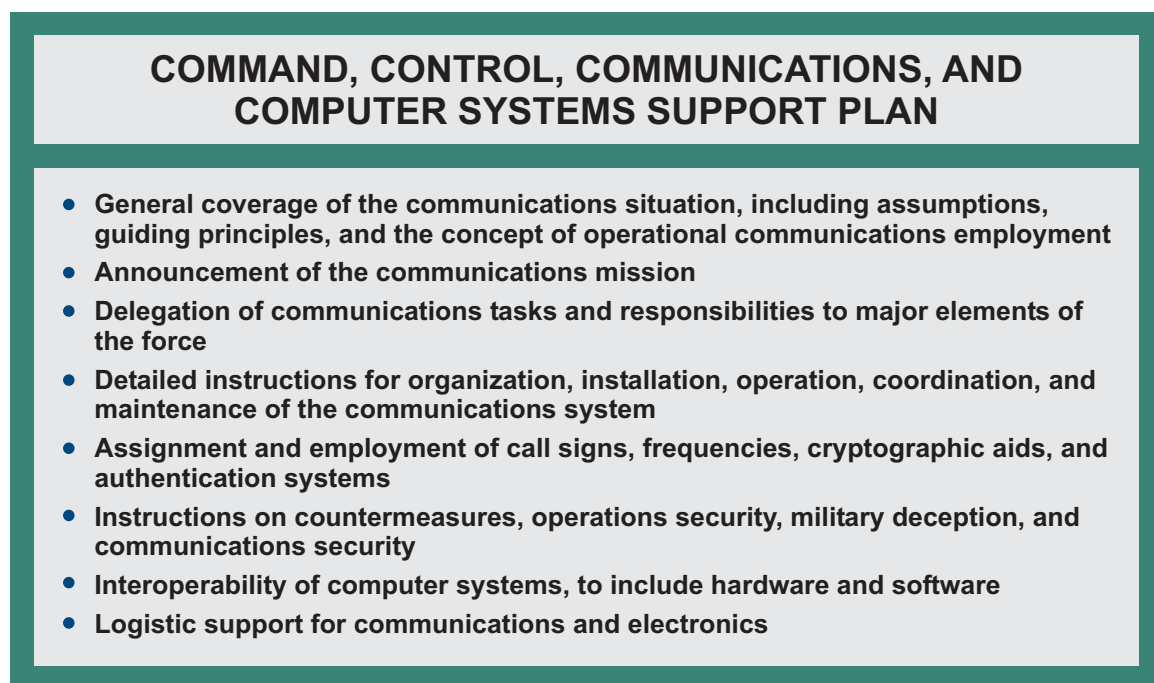 COMMAND, CONTROL, COMMUNICATIONS, AND
COMPUTER SYSTEMS SUPPORT PLAN
• General coverage of the communications situation, including assumptions,
guiding principles, and the concept of operational communications employment
• Announcement of the communications mission
• Delegation of communications tasks and responsibilities to major elements of
the force
• Detailed instructions for organization, installation, operation, coordination, and
maintenance of the communications system
• Assignment and employment of call signs, frequencies, cryptographic aids, and
authentication systems
• Instructions on countermeasures, operations security, military deception, and
communications security
• Interoperability of computer systems, to include hardware and software
• Logistic support for communications and electronics